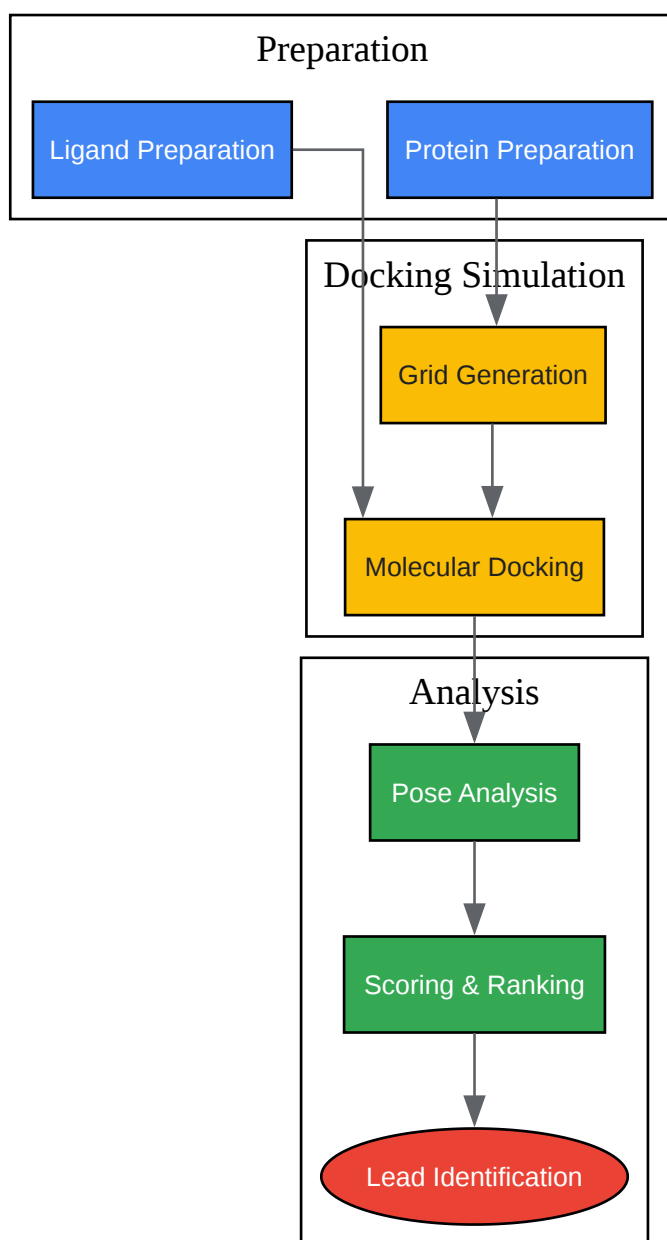 Preparation
Ligand Preparation
Protein Preparation
Docking Simulation
Grid Generation
Molecular Docking
Analysis
Pose Analysis
Scoring & Ranking
Lead Identification